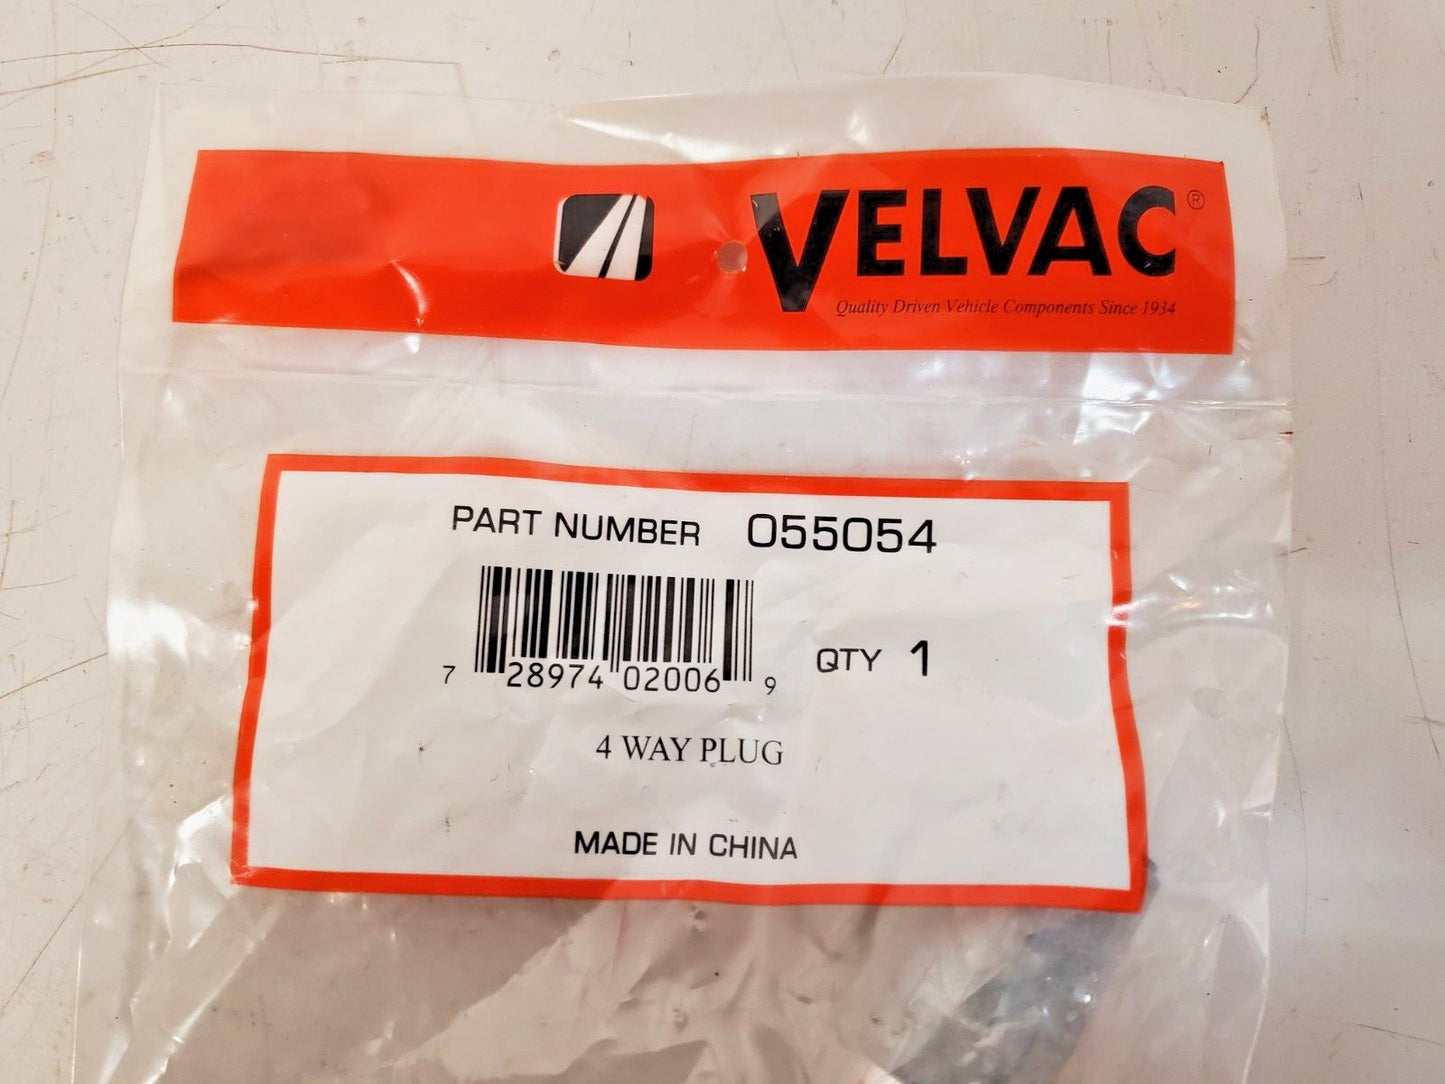 VELVAC®
Quality Driven Vehicle Components Since 1934
PART NUMBER 055054
7 28974 02006 9
QTY 1
4 WAY PLUG
MADE IN CHINA